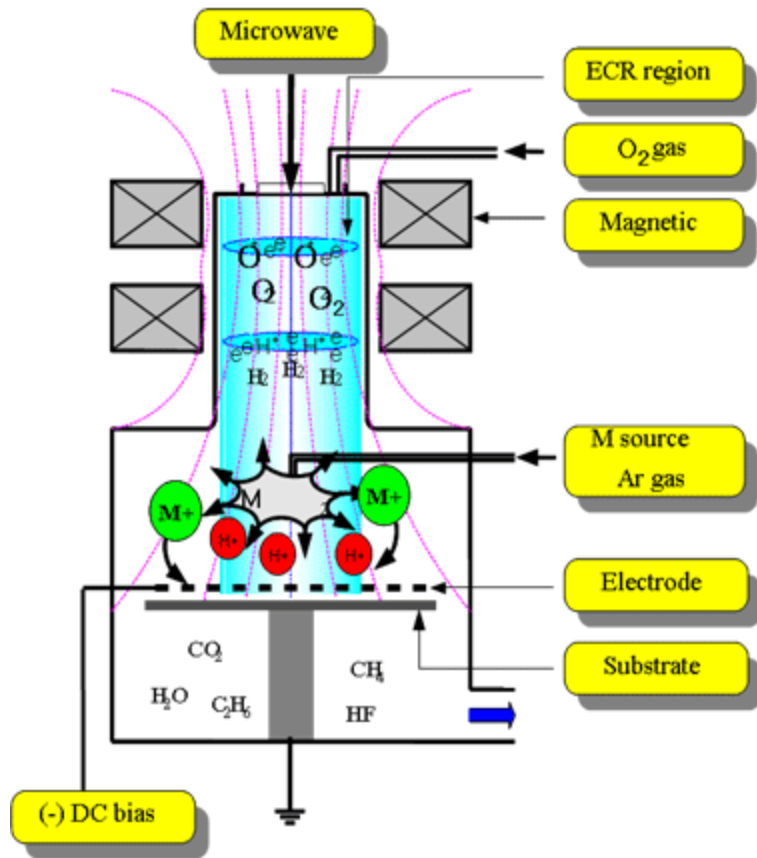 Microwave
ECR region
O₂ gas
Magnetic
O⁺ e e O⁺ e e
O₂ O₂
e e H⁺ e e H⁺ e e
H₂ H₂ H₂
M source
Ar gas
M+ M M+
H+ H+ H+
Electrode
Substrate
CO₂ CH₄
H₂O C₂H₆ HF
(-) DC bias